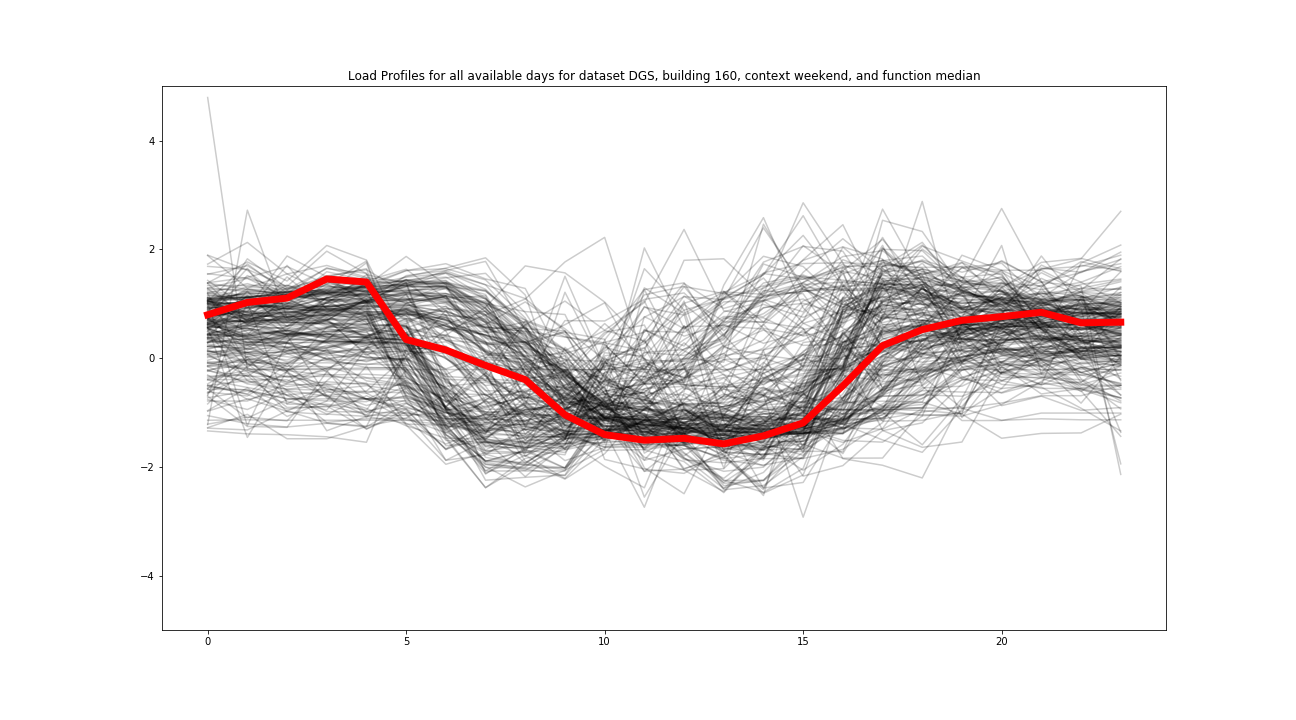 Load Profiles for all available days for dataset DGS, building 160, context weekend, and function median
4
2
0
−2
−4
0 5 10 15 20